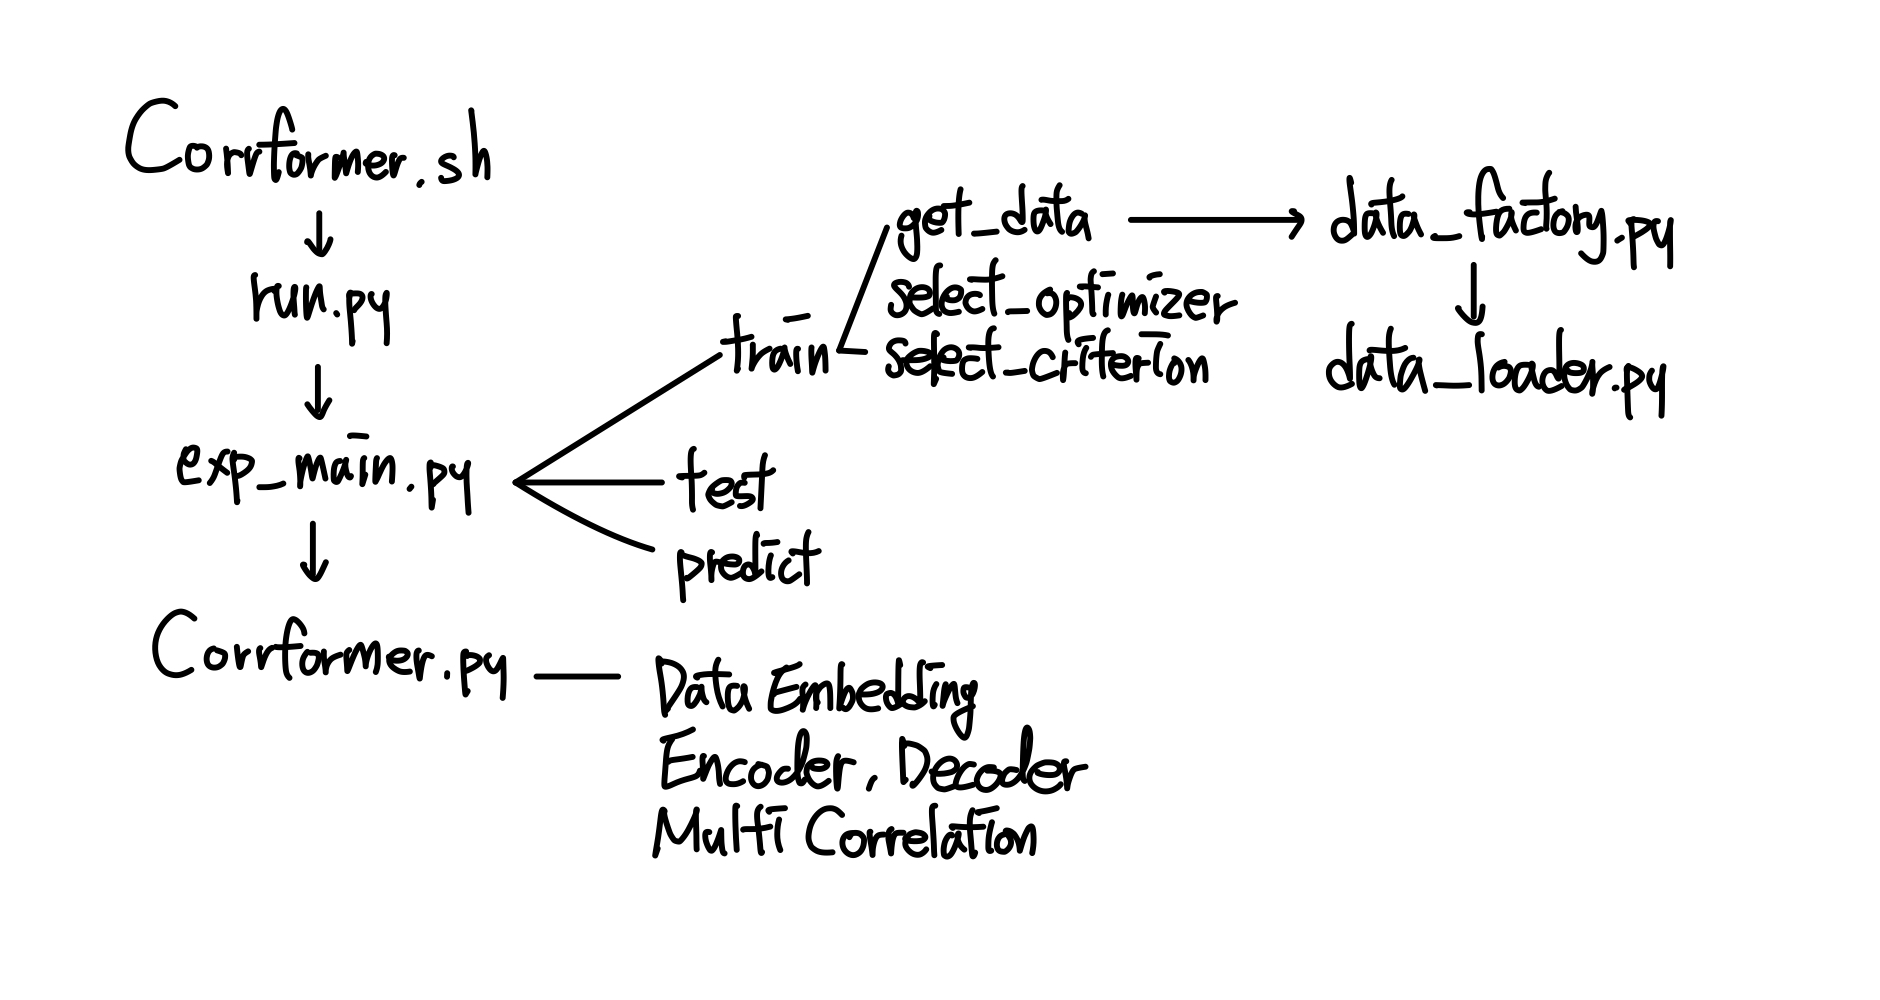 Corrformer.sh
run.py
exp_main.py
Corrformer.py
train
test
predict
get_data
select_optimizer
select_criterion
data_factory.py
data_loader.py
Data Embedding
Encoder, Decoder
Multi Correlation